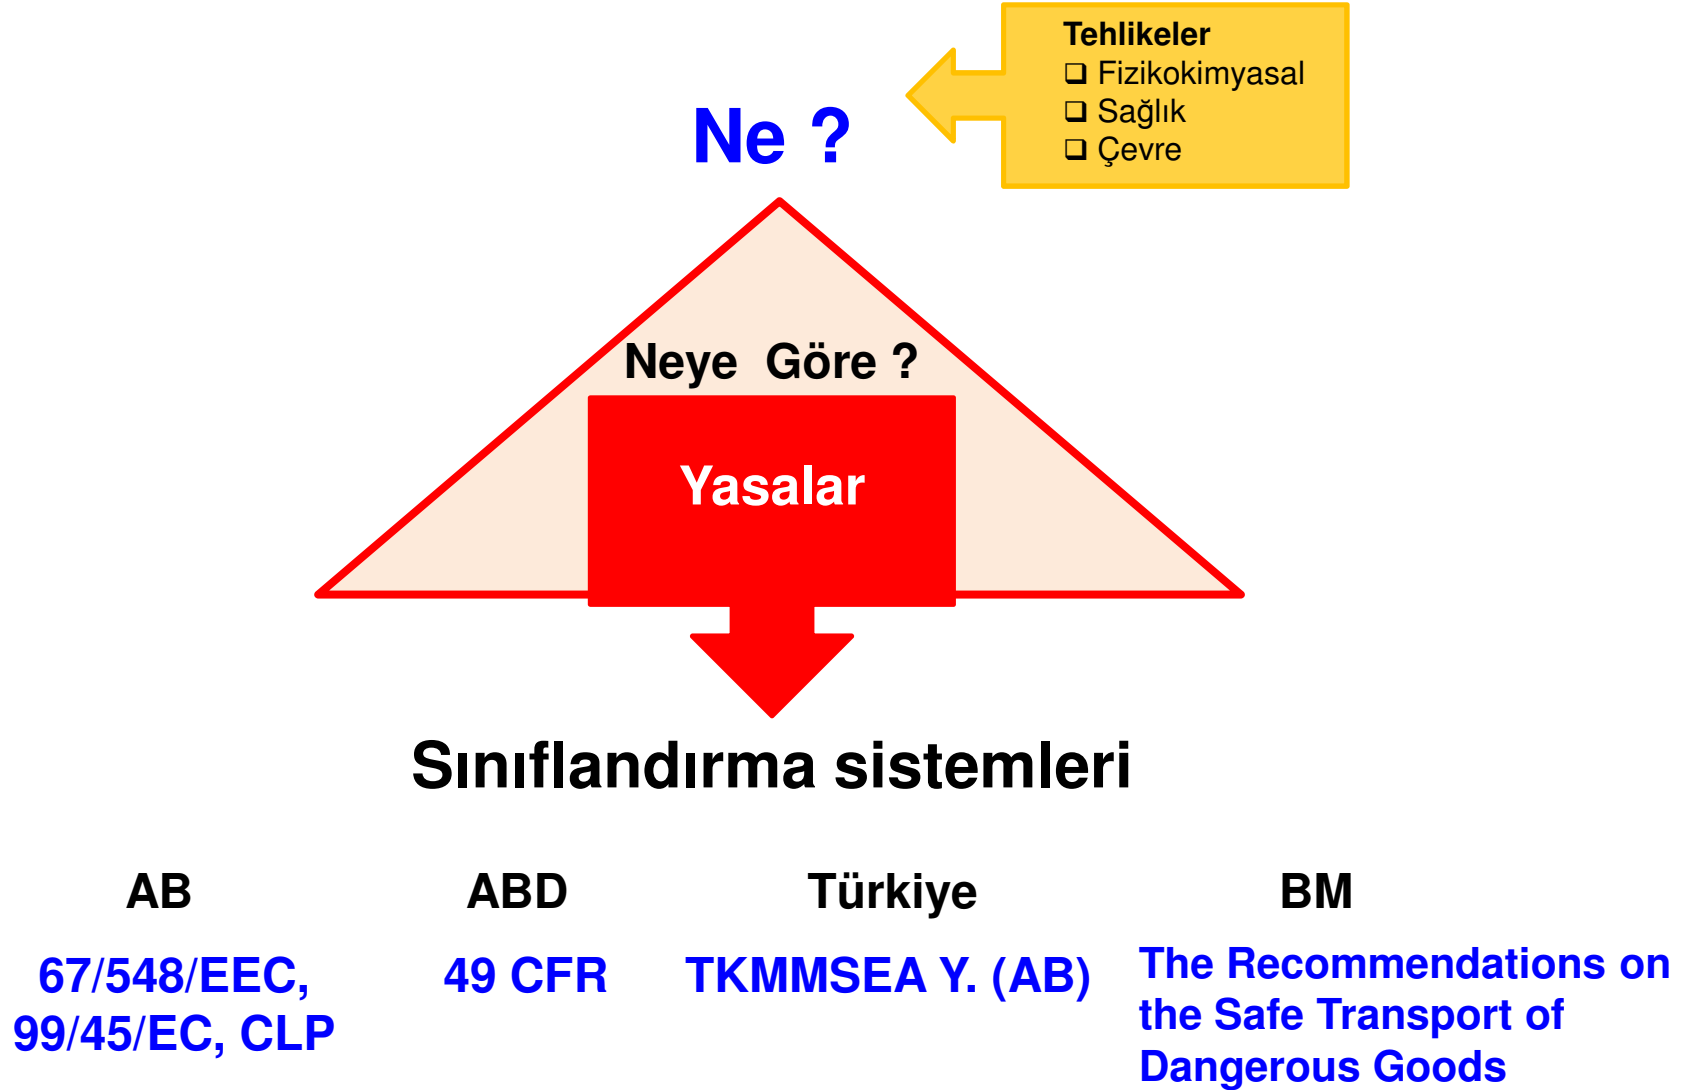 Tehlikeler
❑ Fizikokimyasal
❑ Sağlık
❑ Çevre
Ne ?
Neye Göre ?
Yasalar
Sınıflandırma sistemleri
AB
67/548/EEC,
99/45/EC, CLP
ABD
49 CFR
Türkiye
TKMMSEA Y. (AB)
BM
The Recommendations on
the Safe Transport of
Dangerous Goods